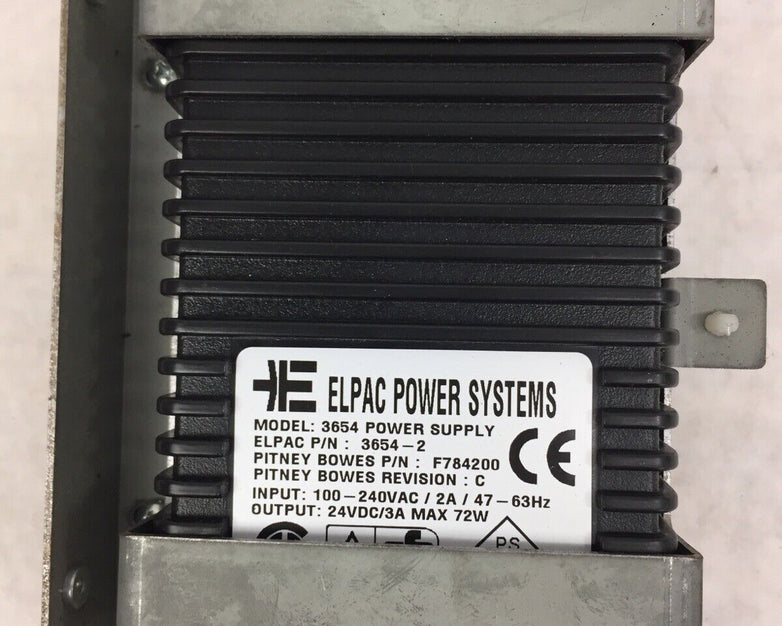 ELPAC POWER SYSTEMS
MODEL: 3654 POWER SUPPLY
ELPAC P/N : 3654-2
PITNEY BOWES P/N : F784200
PITNEY BOWES REVISION : C
CE
INPUT: 100-240VAC / 2A / 47-63Hz
OUTPUT: 24VDC/3A MAX 72W
PS